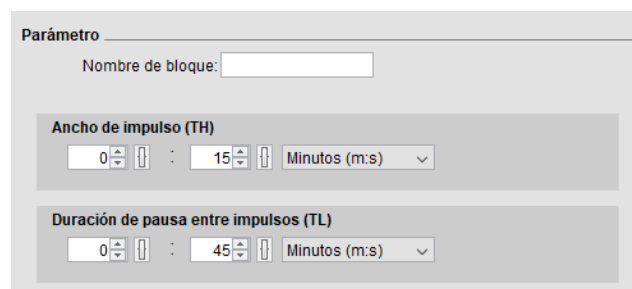 Parámetro
Nombre de bloque:
Ancho de impulso (TH)
0 : 15 Minutos (m:s)
Duración de pausa entre impulsos (TL)
0 : 45 Minutos (m:s)